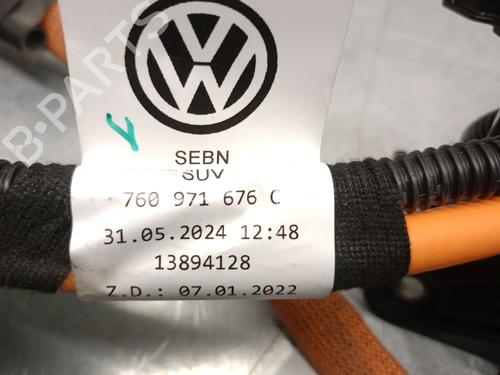 B-PARTS
SEBN
SUV
760 971 676 C
31.05.2024 12:48
13894128
Z.D.: 07.01.2022